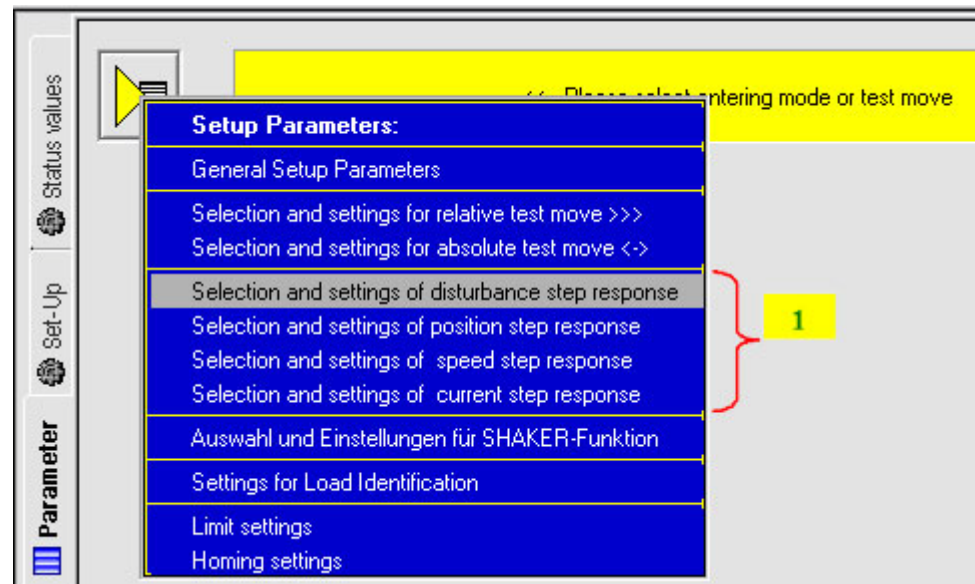 Status values
Set-Up
Parameter
Please select entering mode or test move
Setup Parameters:
General Setup Parameters
Selection and settings for relative test move >>>
Selection and settings for absolute test move <->
Selection and settings of disturbance step response
Selection and settings of position step response
Selection and settings of  speed step response
Selection and settings of  current step response
1
Auswahl und Einstellungen für SHAKER-Funktion
Settings for Load Identification
Limit settings
Homing settings